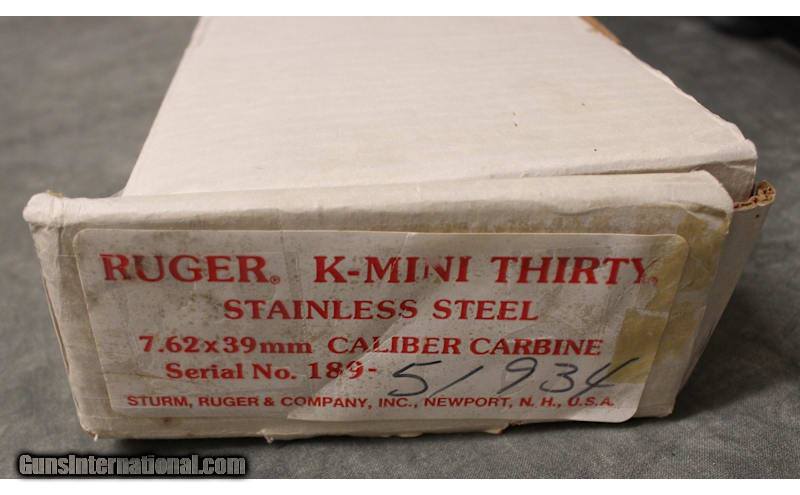 RUGER® K-MINI THIRTY®
STAINLESS STEEL
7.62x39mm CALIBER CARBINE
Serial No. 189-51934
STURM, RUGER & COMPANY, INC., NEWPORT, N. H., U.S.A.
GunsInternational.com